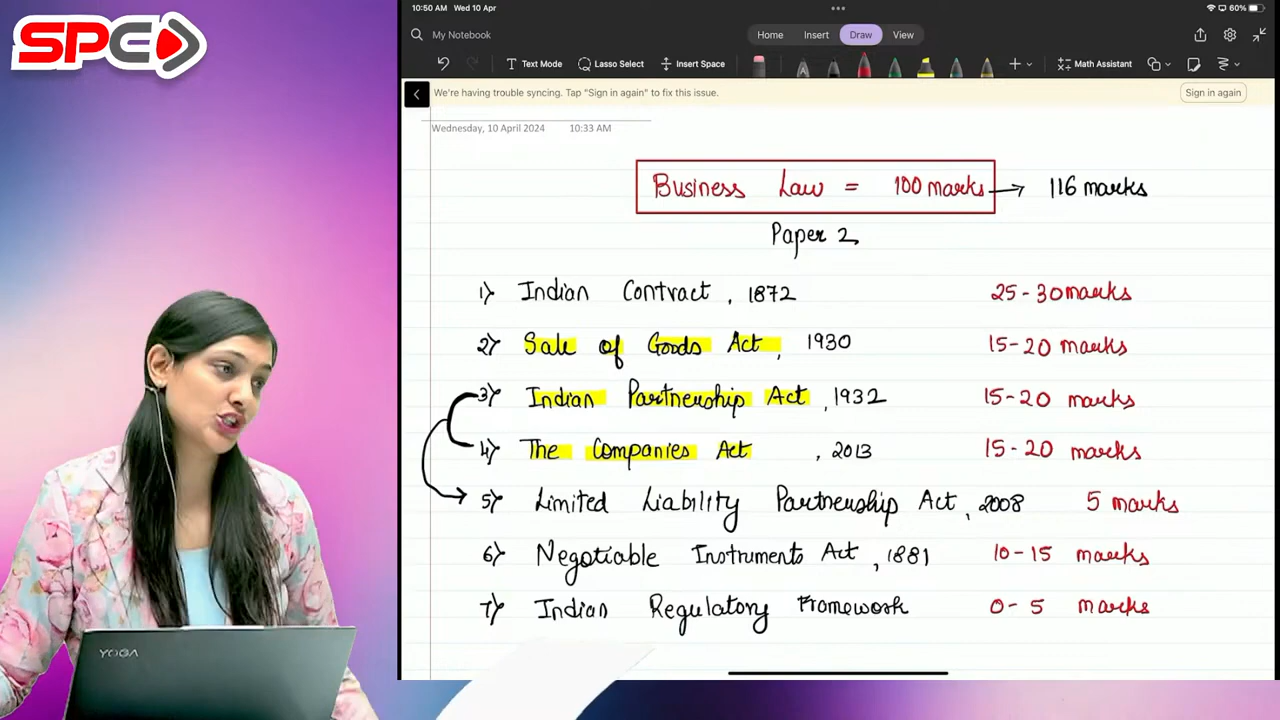 SPC
10:50 AM Wed 10 Apr
60%
My Notebook
Home Insert Draw View
Text Mode Lasso Select Insert Space Math Assistant
We're having trouble syncing. Tap "Sign in again" to fix this issue.
Sign in again
Wednesday, 10 April 2024 10:33 AM
Business Law = 100 marks → 116 marks
Paper 2
1) Indian Contract, 1872 25-30 marks
2) Sale of Goods Act, 1930 15-20 marks
3) Indian Partnership Act, 1932 15-20 marks
4) The Companies Act, 2013 15-20 marks
5) Limited Liability Partnership Act, 2008 5 marks
6) Negotiable Instruments Act, 1881 10-15 marks
7) Indian Regulatory Framework 0-5 marks
YOGA